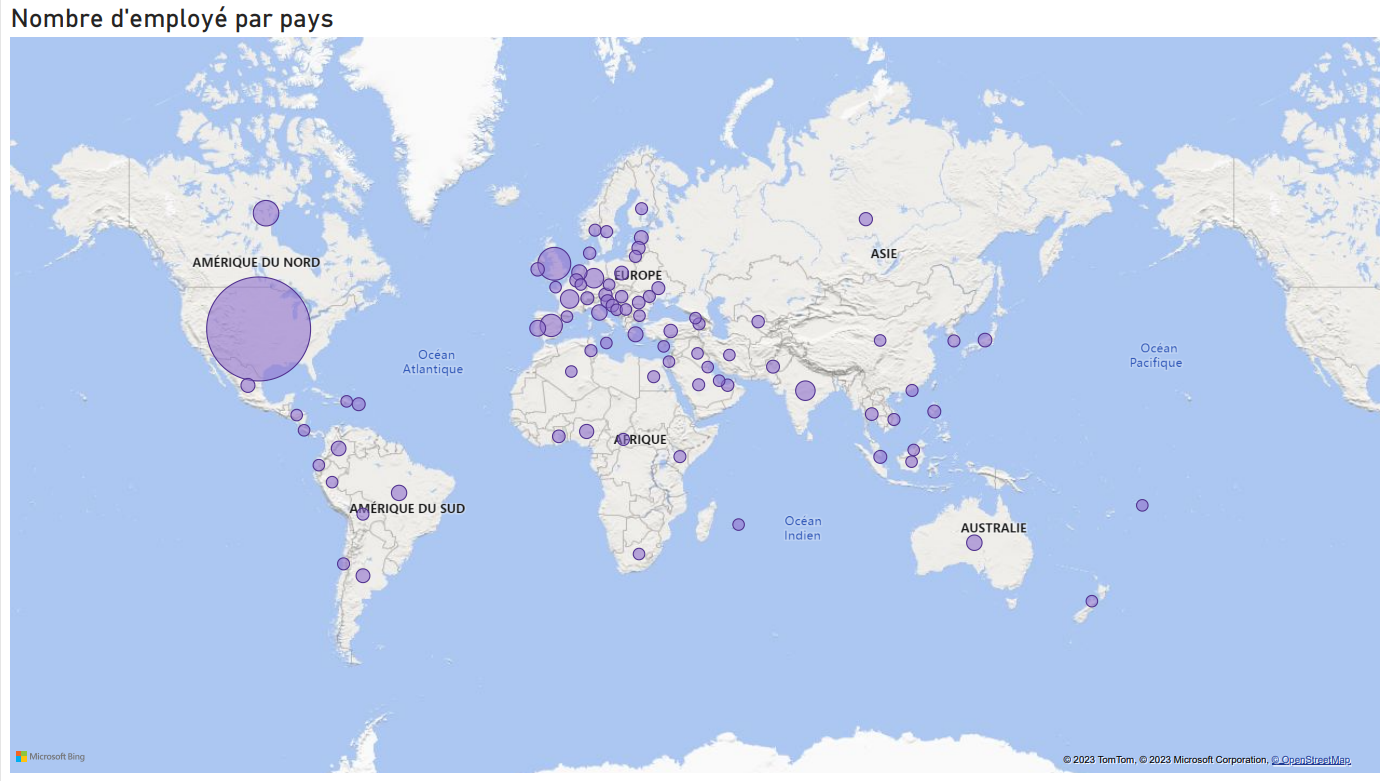 Nombre d'employé par pays
AMÉRIQUE DU NORD
EUROPE
ASIE
Océan
Atlantique
Océan
Pacifique
AFRIQUE
AMÉRIQUE DU SUD
Océan
Indien
AUSTRALIE
Microsoft Bing
© 2023 TomTom, © 2023 Microsoft Corporation, © OpenStreetMap